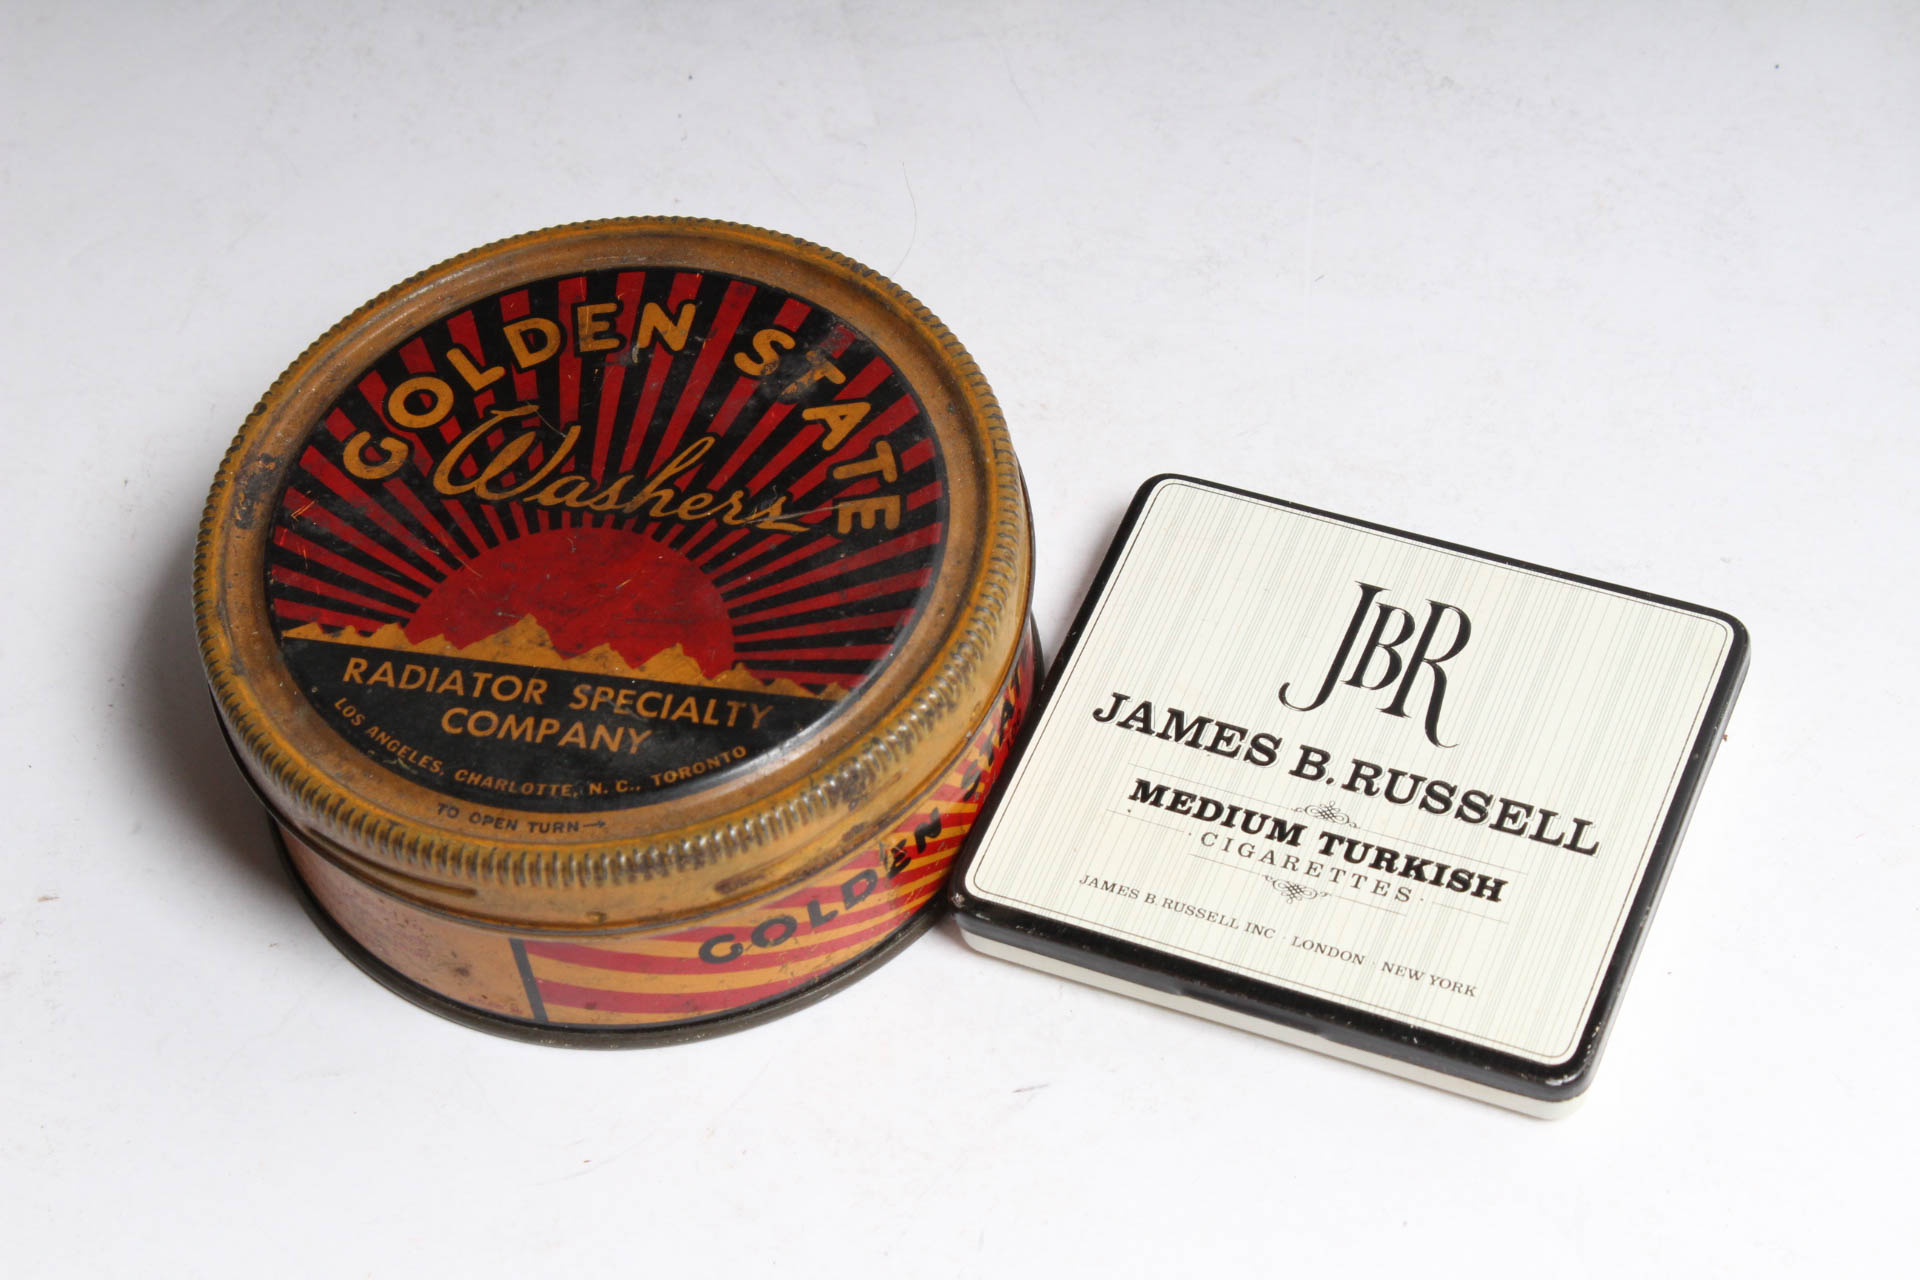 GOLDEN STATE
Washers
RADIATOR SPECIALTY
COMPANY
LOS ANGELES, CHARLOTTE, N. C., TORONTO
TO OPEN TURN→
GOLDEN STA
JBR
JAMES B. RUSSELL
MEDIUM TURKISH
CIGARETTES
JAMES B. RUSSELL INC · LONDON · NEW YORK